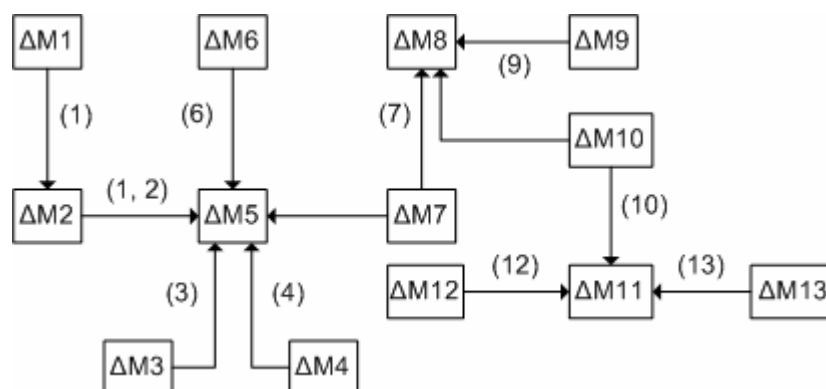 ΔM1
ΔM6
ΔM8
ΔM9
(9)
(1)
(6)
(7)
ΔM10
(1, 2)
ΔM2
ΔM5
ΔM7
(10)
(12)
(13)
(3)
(4)
ΔM12
ΔM11
ΔM13
ΔM3
ΔM4